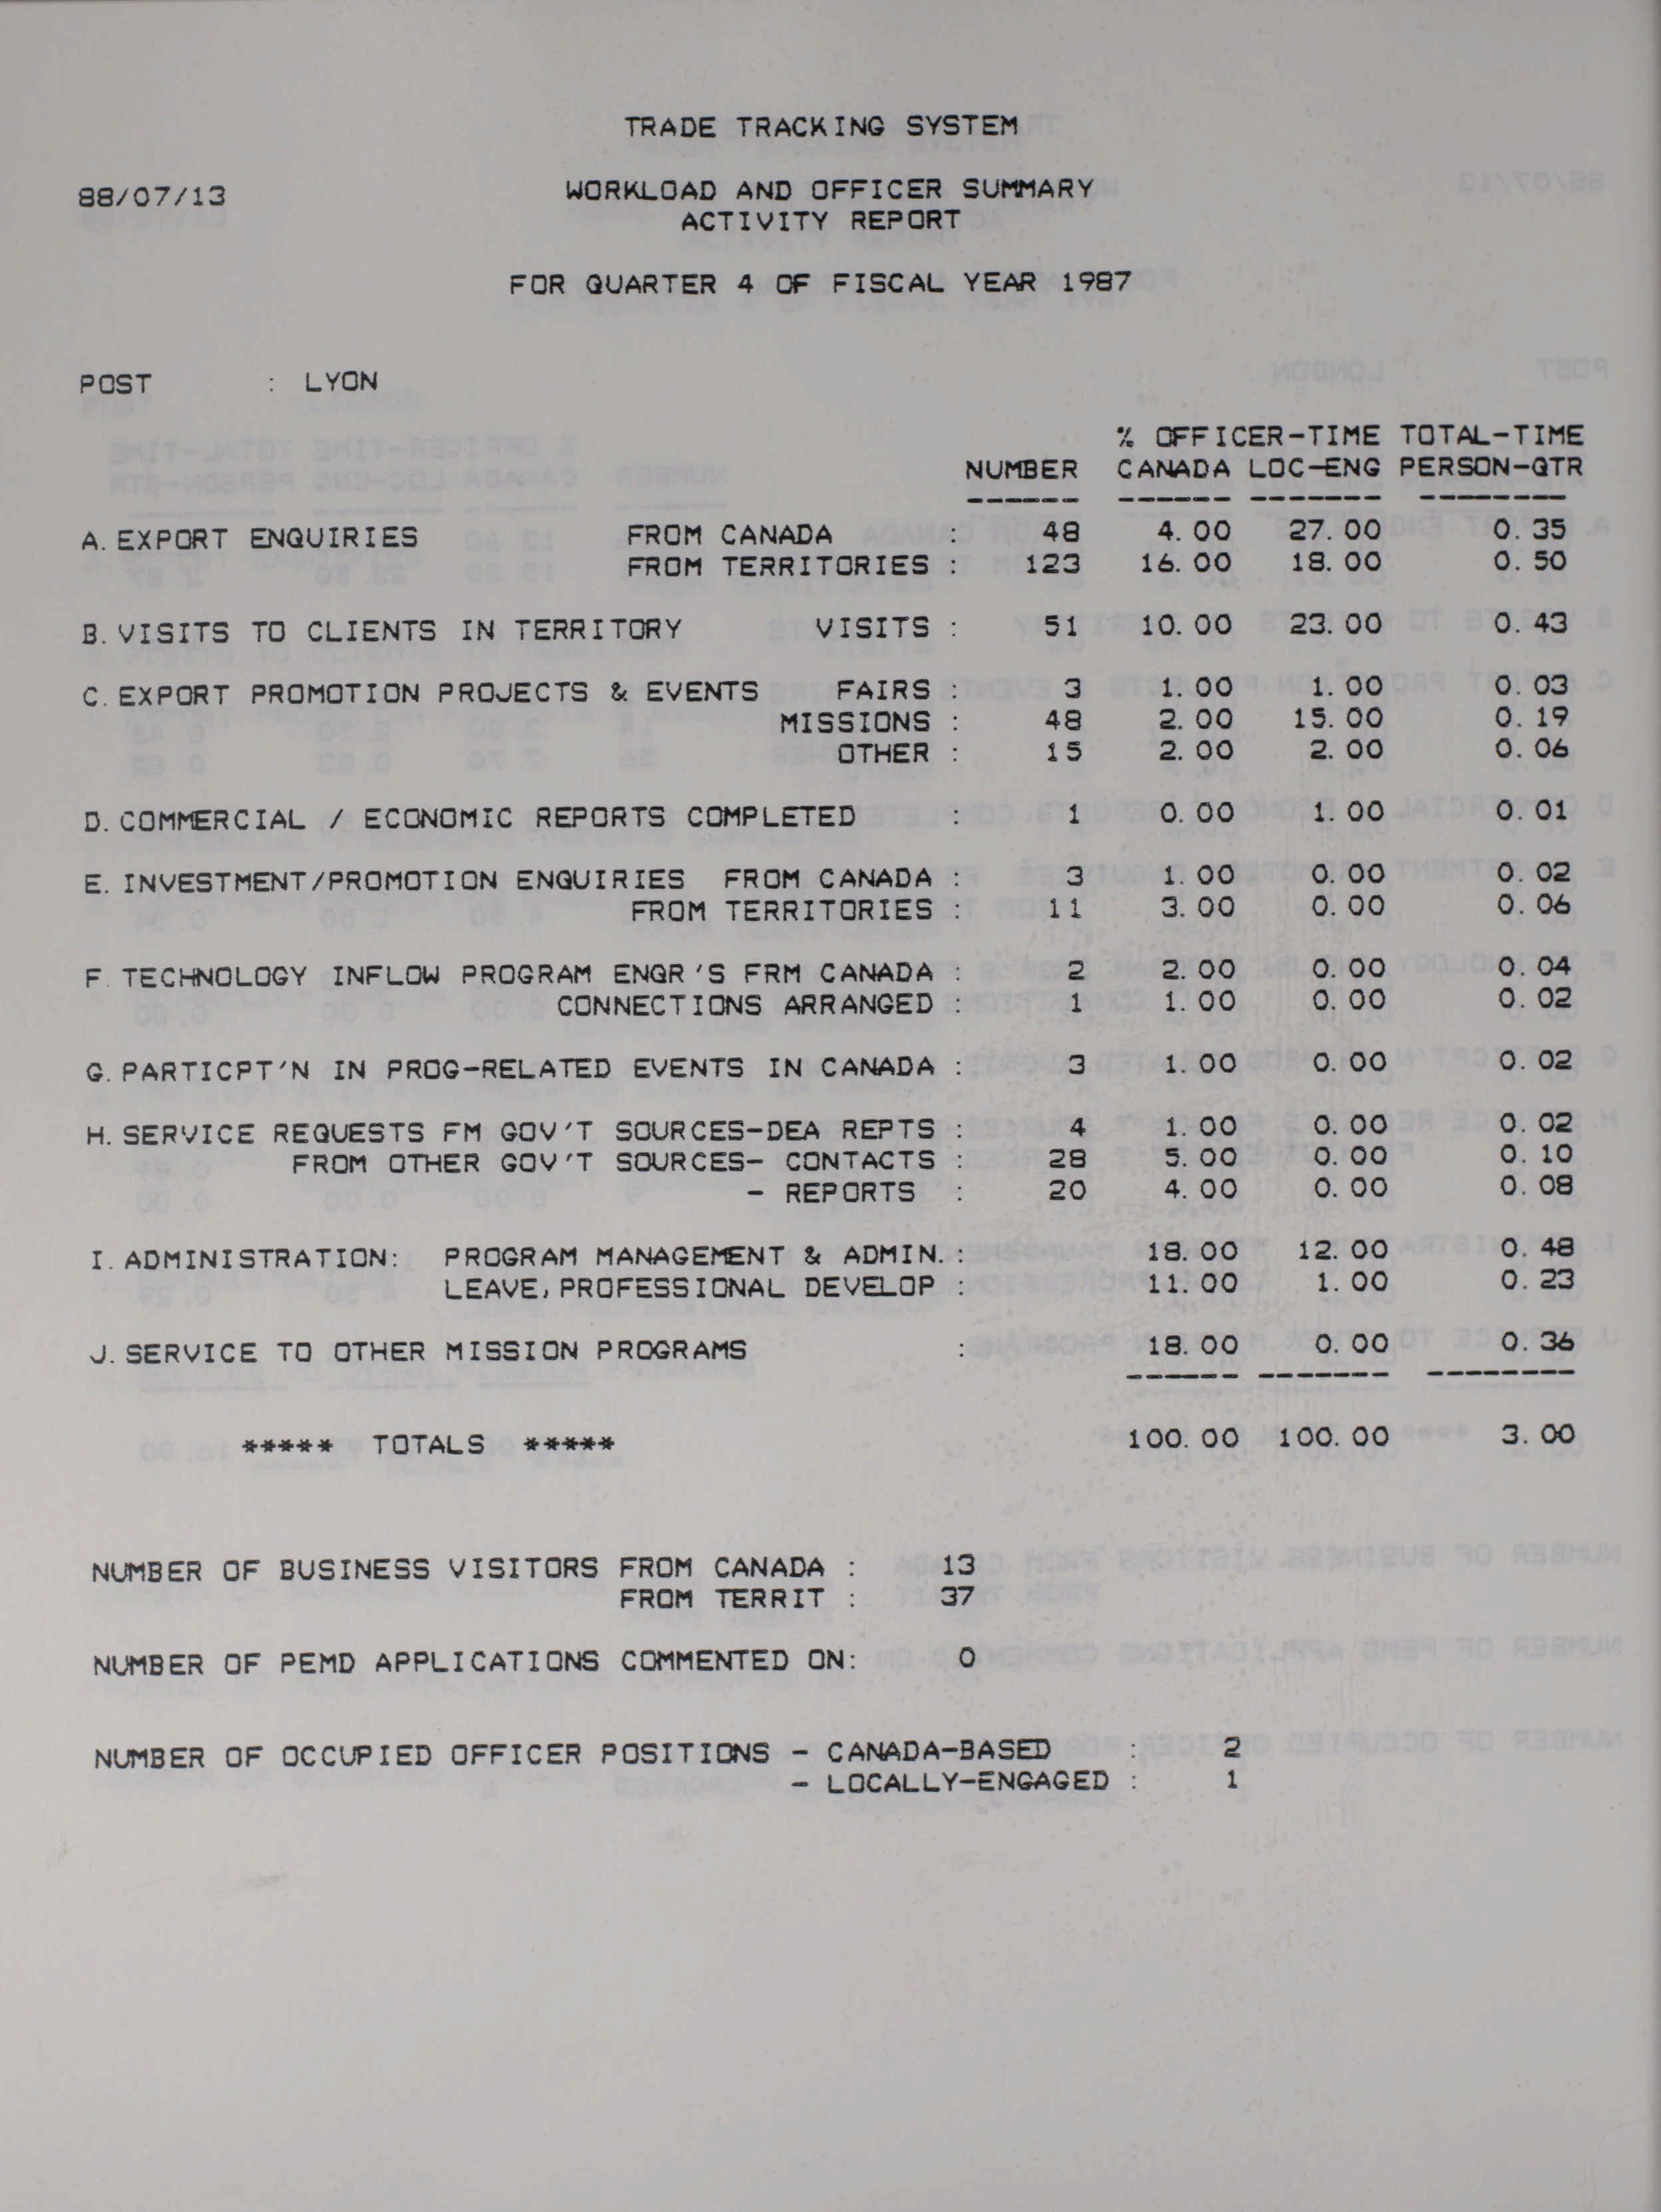 TRADE TRACKING SYSTEM
88/07/13 WORKLOAD AND OFFICER SUMMARY
ACTIVITY REPORT
FOR QUARTER 4 OF FISCAL YEAR 1987
POST : LYON
% OFFICER-TIME TOTAL-TIME
NUMBER CANADA LOC-ENG PERSON-QTR
------ ------ ------- --------
A. EXPORT ENQUIRIES FROM CANADA : 48 4.00 27.00 0.35
FROM TERRITORIES : 123 16.00 18.00 0.50
B. VISITS TO CLIENTS IN TERRITORY VISITS : 51 10.00 23.00 0.43
C. EXPORT PROMOTION PROJECTS & EVENTS FAIRS : 3 1.00 1.00 0.03
MISSIONS : 48 2.00 15.00 0.19
OTHER : 15 2.00 2.00 0.06
D. COMMERCIAL / ECONOMIC REPORTS COMPLETED : 1 0.00 1.00 0.01
E. INVESTMENT/PROMOTION ENQUIRIES FROM CANADA : 3 1.00 0.00 0.02
FROM TERRITORIES : 11 3.00 0.00 0.06
F. TECHNOLOGY INFLOW PROGRAM ENQR'S FRM CANADA : 2 2.00 0.00 0.04
CONNECTIONS ARRANGED : 1 1.00 0.00 0.02
G. PARTICPT'N IN PROG-RELATED EVENTS IN CANADA : 3 1.00 0.00 0.02
H. SERVICE REQUESTS FM GOV'T SOURCES-DEA REPTS : 4 1.00 0.00 0.02
FROM OTHER GOV'T SOURCES- CONTACTS : 28 5.00 0.00 0.10
- REPORTS : 20 4.00 0.00 0.08
I. ADMINISTRATION: PROGRAM MANAGEMENT & ADMIN. : 18.00 12.00 0.48
LEAVE, PROFESSIONAL DEVELOP : 11.00 1.00 0.23
J. SERVICE TO OTHER MISSION PROGRAMS : 18.00 0.00 0.36
------ ------- --------
***** TOTALS ***** 100.00 100.00 3.00
NUMBER OF BUSINESS VISITORS FROM CANADA : 13
FROM TERRIT : 37
NUMBER OF PEMD APPLICATIONS COMMENTED ON: 0
NUMBER OF OCCUPIED OFFICER POSITIONS - CANADA-BASED : 2
- LOCALLY-ENGAGED : 1